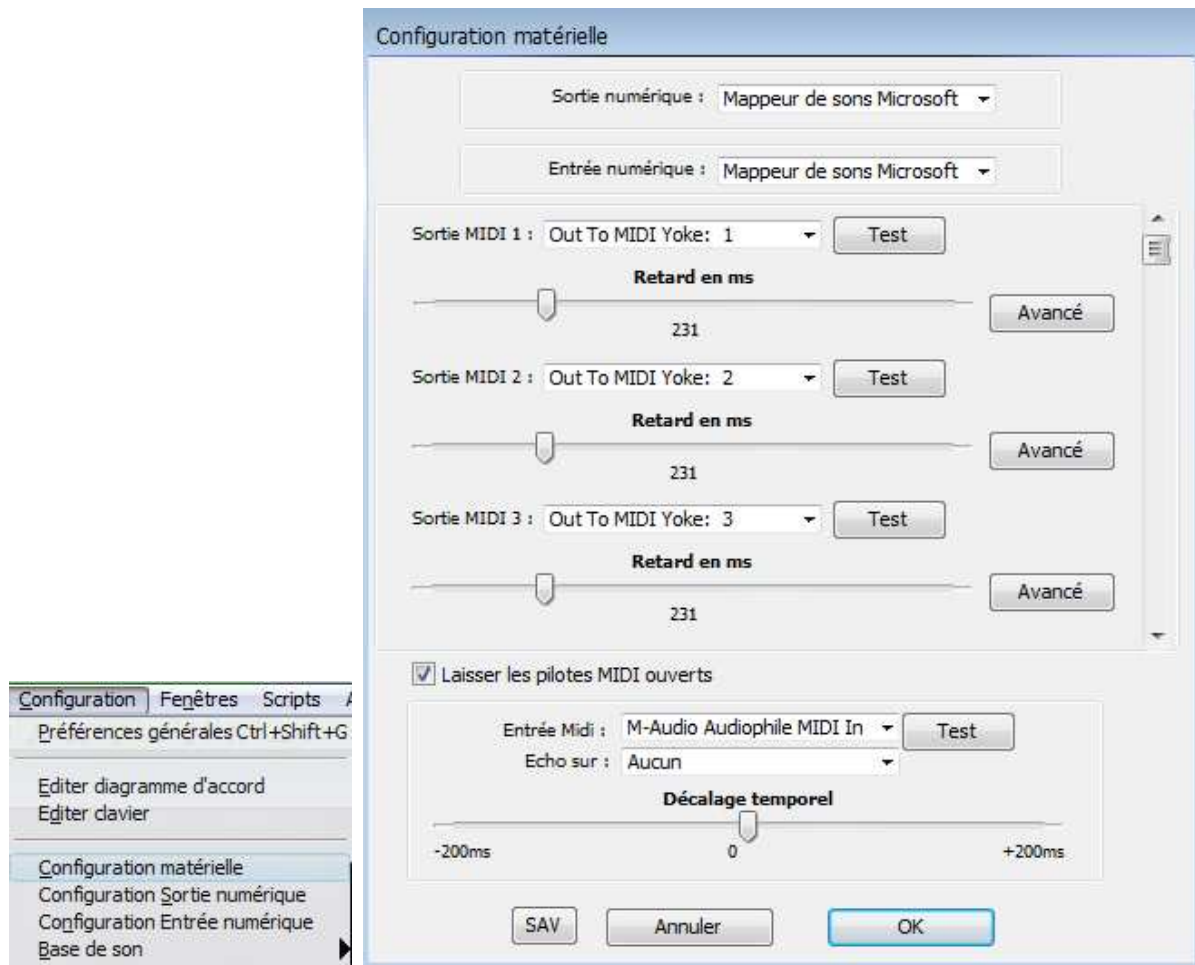 Configuration Fenêtres Scripts
Préférences générales Ctrl+Shift+G
Editer diagramme d'accord
Editer clavier
Configuration matérielle
Configuration Sortie numérique
Configuration Entrée numérique
Base de son
Configuration matérielle
Sortie numérique : Mappeur de sons Microsoft
Entrée numérique : Mappeur de sons Microsoft
Sortie MIDI 1 : Out To MIDI Yoke: 1 Test
Retard en ms
Avancé
231
Sortie MIDI 2 : Out To MIDI Yoke: 2 Test
Retard en ms
Avancé
231
Sortie MIDI 3 : Out To MIDI Yoke: 3 Test
Retard en ms
Avancé
231
Laisser les pilotes MIDI ouverts
Entrée Midi : M-Audio Audiophile MIDI In Test
Echo sur : Aucun
Décalage temporel
-200ms 0 +200ms
SAV Annuler OK